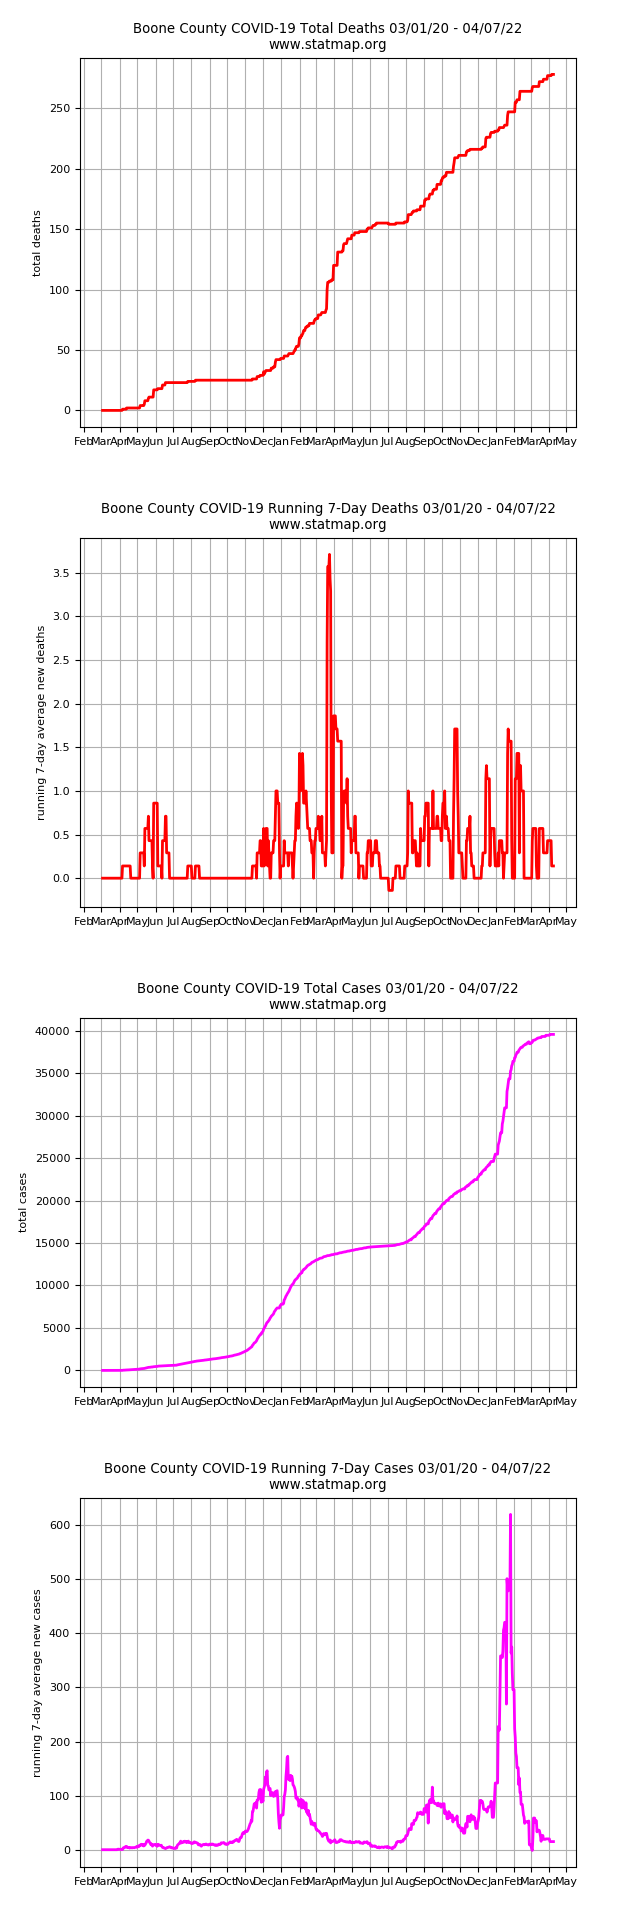 Boone County COVID-19 Total Deaths 03/01/20 - 04/07/22
www.statmap.org
total deaths
250
200
150
100
50
0
Feb Mar Apr May Jun Jul Aug Sep Oct Nov Dec Jan Feb Mar Apr May Jun Jul Aug Sep Oct Nov Dec Jan Feb Mar Apr May
Boone County COVID-19 Running 7-Day Deaths 03/01/20 - 04/07/22
www.statmap.org
running 7-day average new deaths
3.5
3.0
2.5
2.0
1.5
1.0
0.5
0.0
Feb Mar Apr May Jun Jul Aug Sep Oct Nov Dec Jan Feb Mar Apr May Jun Jul Aug Sep Oct Nov Dec Jan Feb Mar Apr May
Boone County COVID-19 Total Cases 03/01/20 - 04/07/22
www.statmap.org
total cases
40000
35000
30000
25000
20000
15000
10000
5000
0
Feb Mar Apr May Jun Jul Aug Sep Oct Nov Dec Jan Feb Mar Apr May Jun Jul Aug Sep Oct Nov Dec Jan Feb Mar Apr May
Boone County COVID-19 Running 7-Day Cases 03/01/20 - 04/07/22
www.statmap.org
running 7-day average new cases
600
500
400
300
200
100
0
Feb Mar Apr May Jun Jul Aug Sep Oct Nov Dec Jan Feb Mar Apr May Jun Jul Aug Sep Oct Nov Dec Jan Feb Mar Apr May